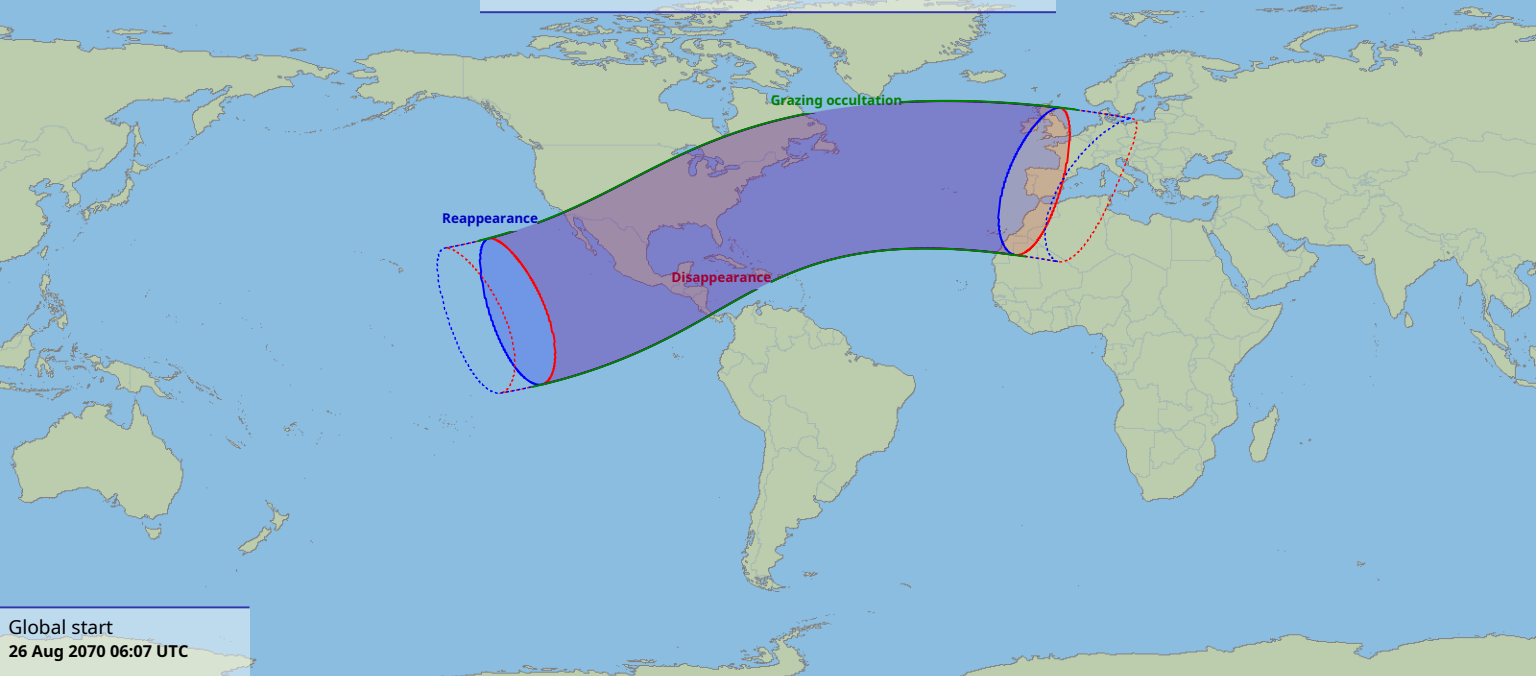 Grazing occultation
Reappearance
Disappearance
Global start
26 Aug 2070 06:07 UTC